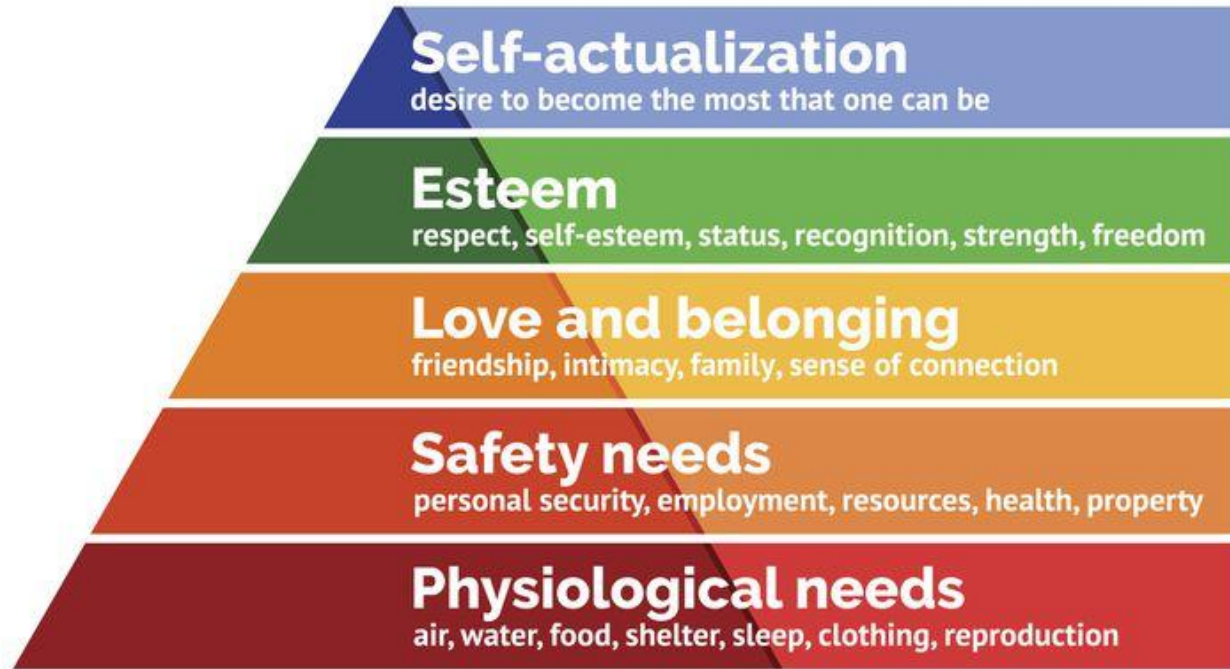 Self-actualization
desire to become the most that one can be
Esteem
respect, self-esteem, status, recognition, strength, freedom
Love and belonging
friendship, intimacy, family, sense of connection
Safety needs
personal security, employment, resources, health, property
Physiological needs
air, water, food, shelter, sleep, clothing, reproduction